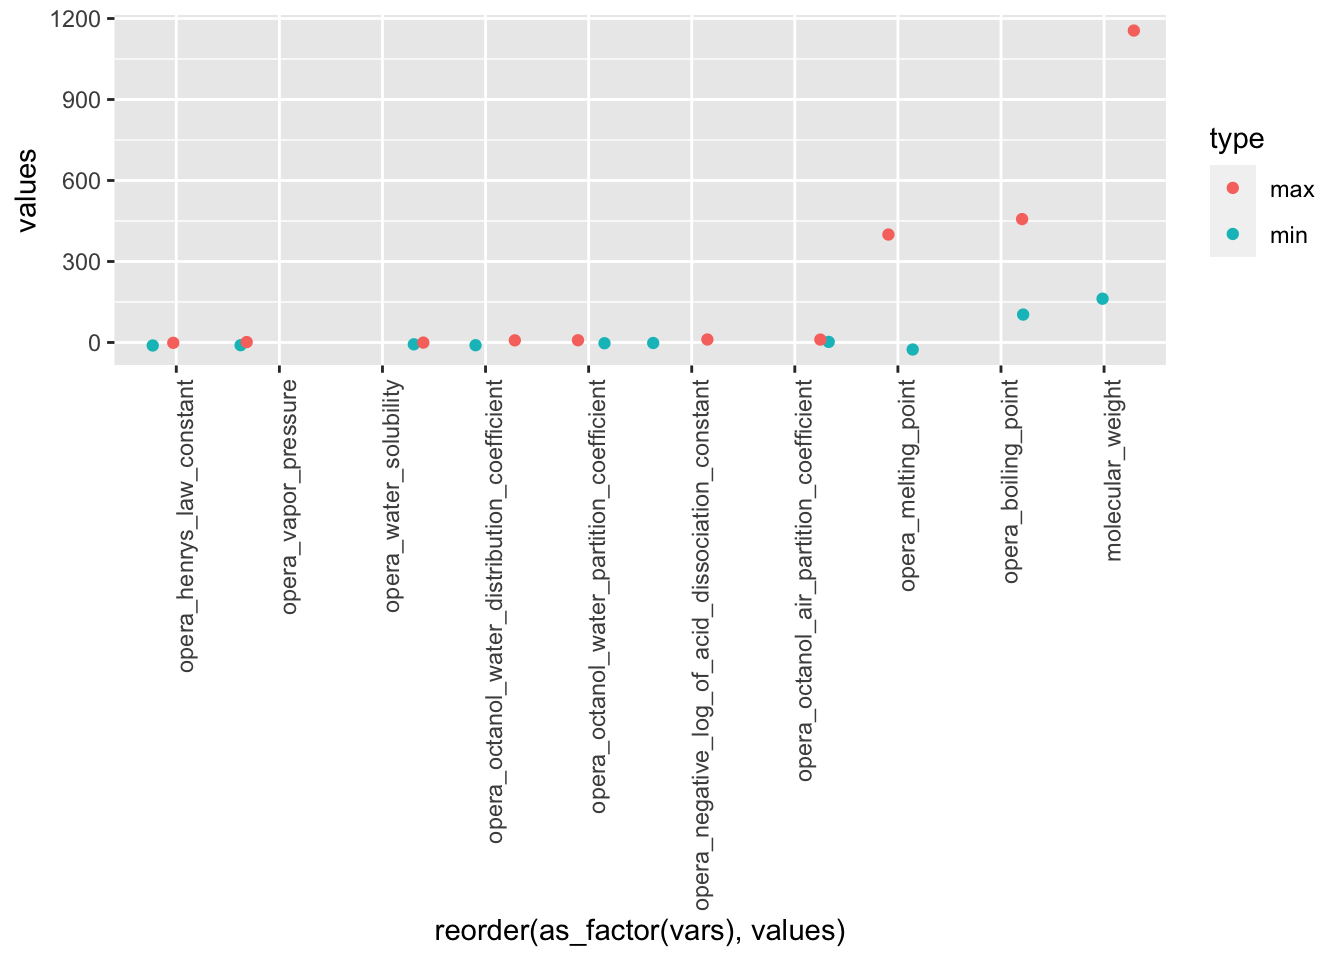 1200
900
600
300
0
values
type
max
min
opera_henrys_law_constant
opera_vapor_pressure
opera_water_solubility
opera_octanol_water_distribution_coefficient
opera_octanol_water_partition_coefficient
opera_negative_log_of_acid_dissociation_constant
opera_octanol_air_partition_coefficient
opera_melting_point
opera_boiling_point
molecular_weight
reorder(as_factor(vars), values)